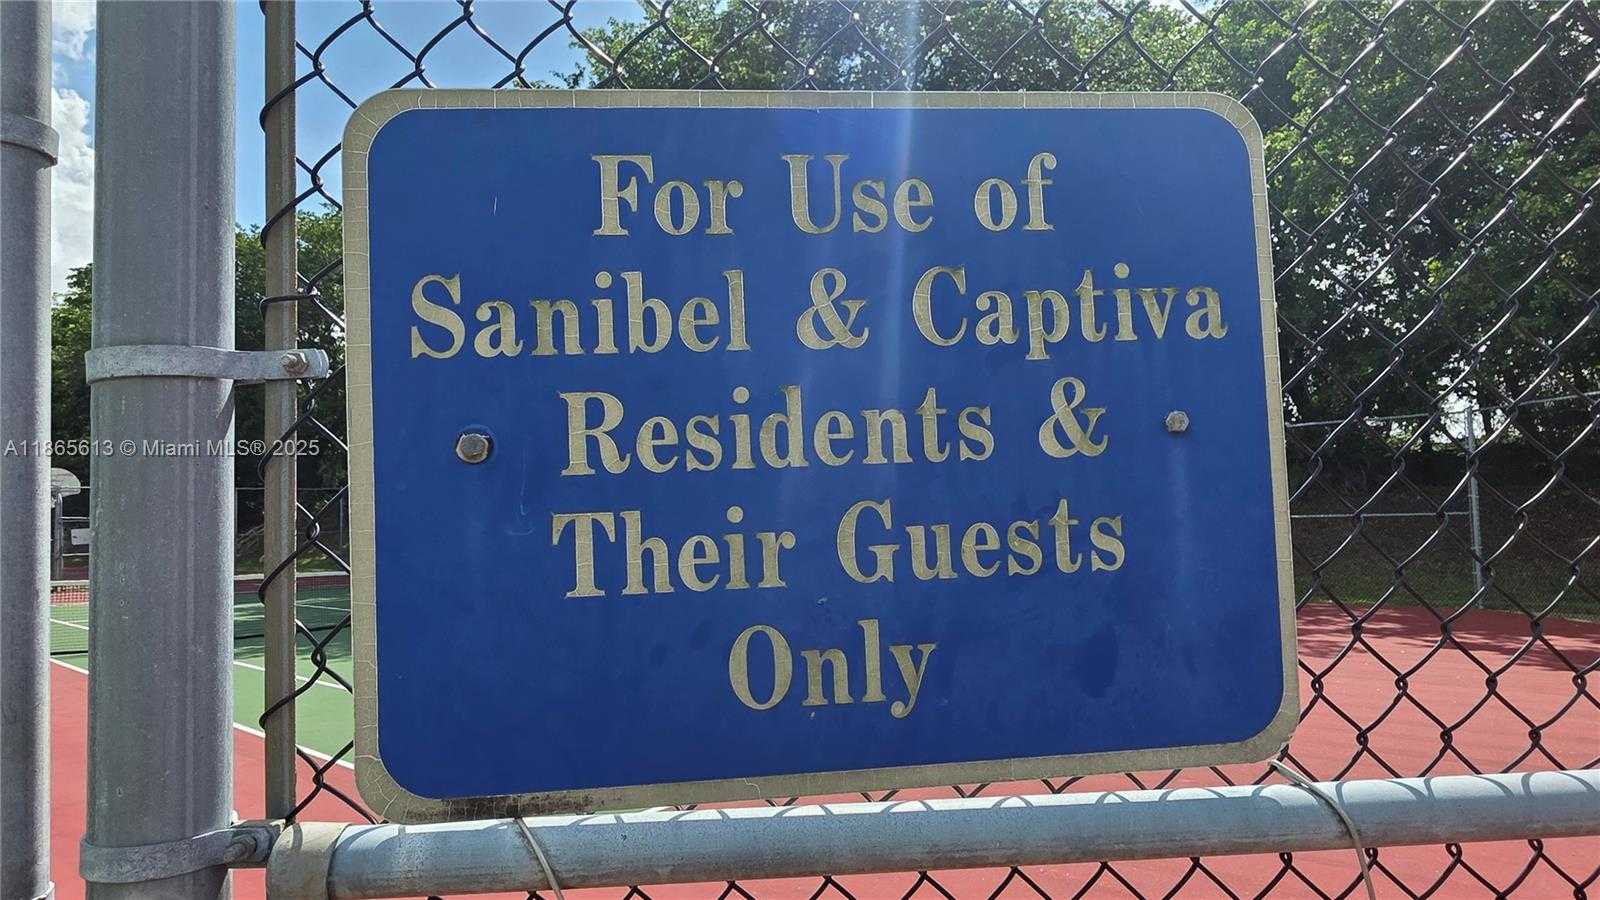 For Use of
Sanibel & Captiva
Residents &
Their Guests
Only
A11865613 © Miami MLS® 2025